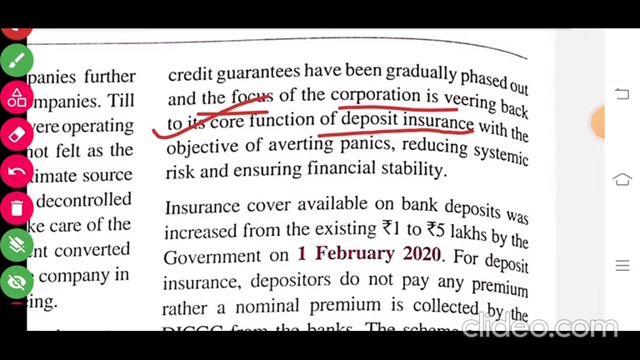 panies further
mpanies. Till
were operating
not felt as the
imate source
decontrolled
ke care of the
ent converted
company in
ing.
credit guarantees have been gradually phased out
and the focus of the corporation is veering back
to its core function of deposit insurance with the
objective of averting panics, reducing systemic
risk and ensuring financial stability.
Insurance cover available on bank deposits was
increased from the existing ₹1 to ₹5 lakhs by the
Government on 1 February 2020. For deposit
insurance, depositors do not pay any premium
rather a nominal premium is collected by the
DICGC from the banks. The scheme
clideo.com